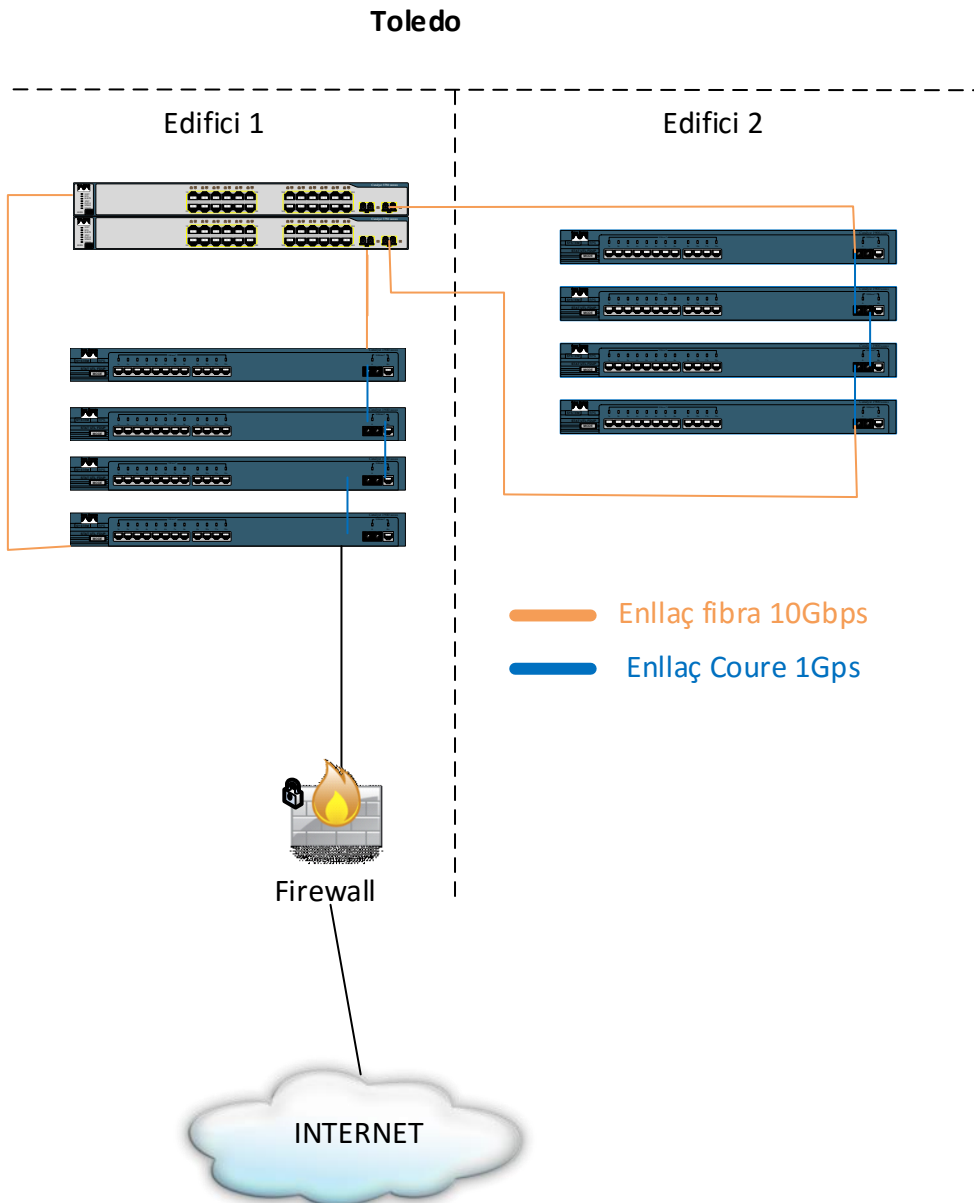 Toledo
Edifici 1
Edifici 2
Enllaç fibra 10Gbps
Enllaç Coure 1Gps
Firewall
INTERNET